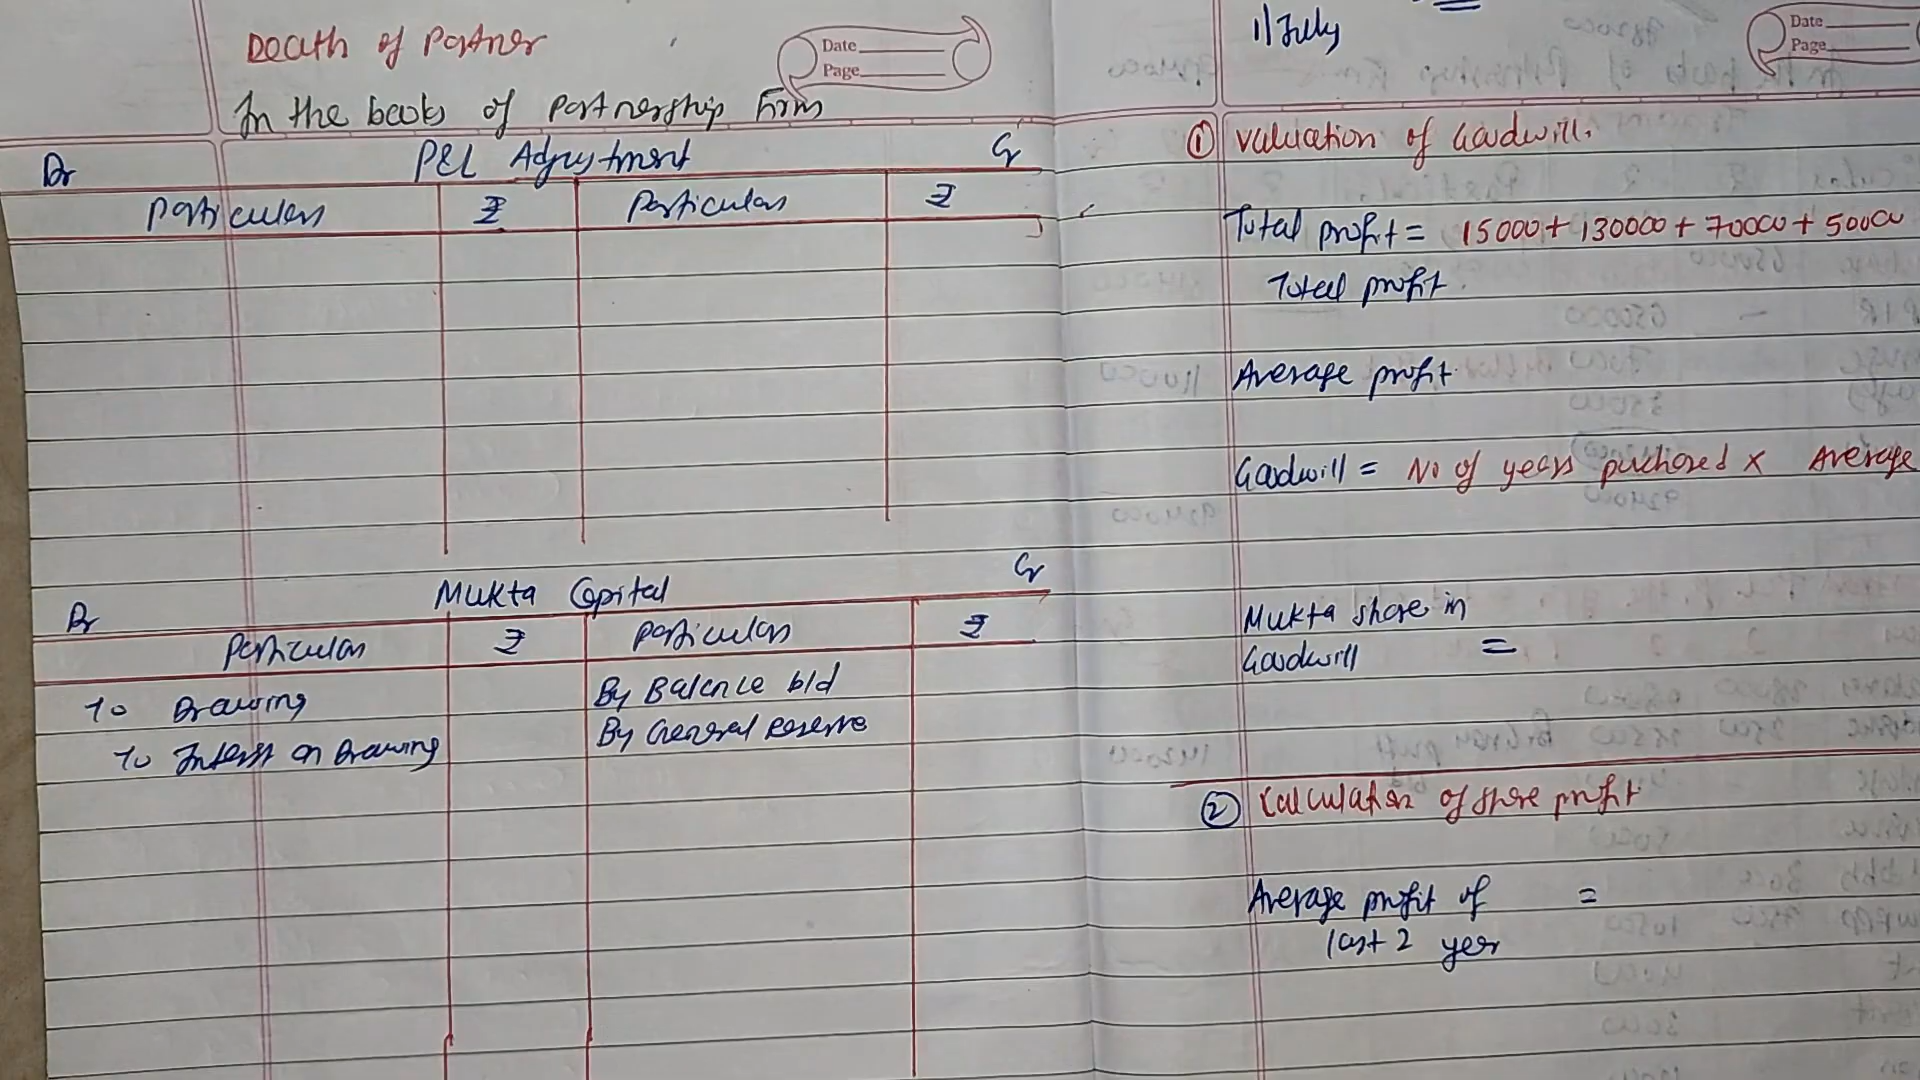 Death of Partner
Date
Page
In the books of Partnership Firm
Dr
P&L Adjustment
Cr
Particulars
₹
Particulars
₹
Mukta Capital
Cr
Dr
Particulars
₹
Particulars
₹
To Drawing
By Balance b/d
To Interest on Drawing
By General Reserve
11 July
Date
Page
① Valuation of Goodwill.
Total profit = 15000 + 130000 + 70000 + 50000
Total profit.
Average profit.
Goodwill = No of years purchased x Average
Mukta share in
Goodwill =
② Calculation of share profit
Average profit of =
last 2 year